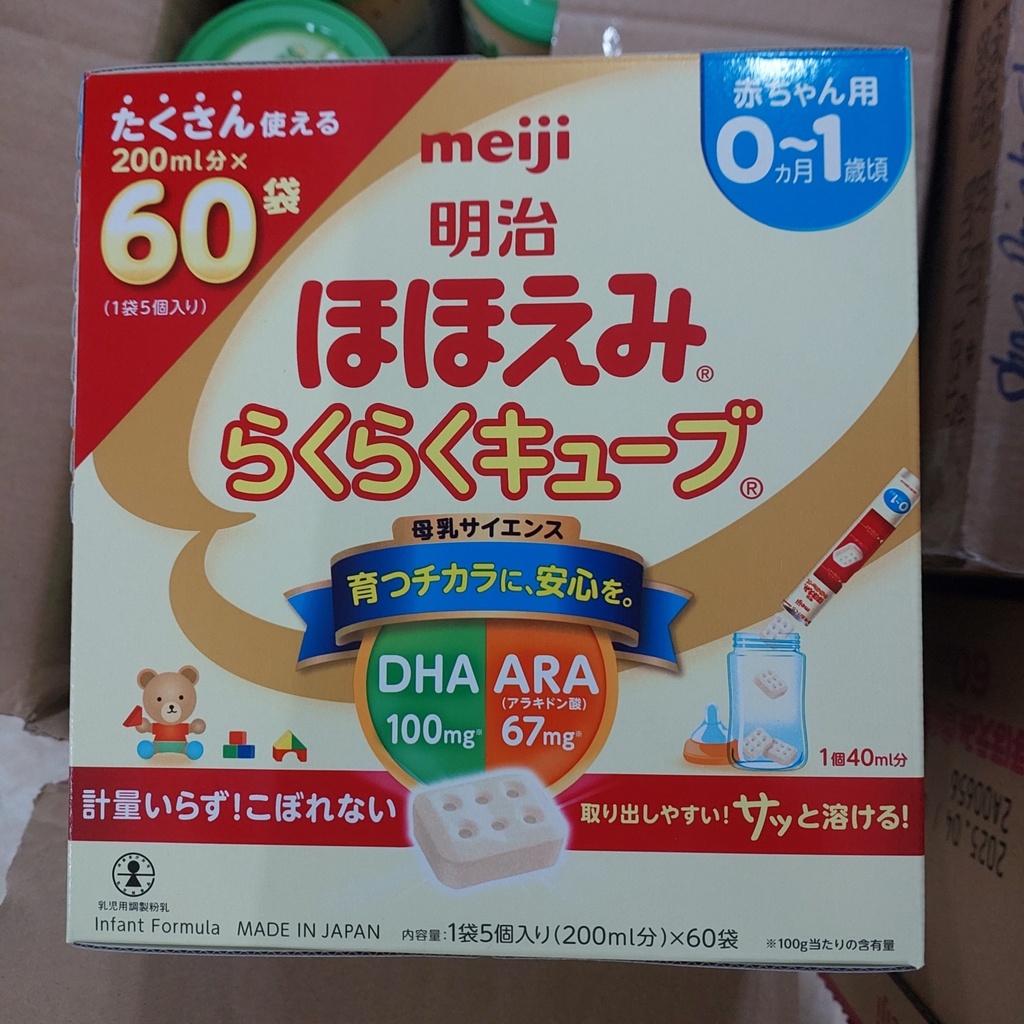 たくさん使える
200ml分×
60袋
(1袋5個入り)
meiji
明治
ほほえみ®
らくらくキューブ®
赤ちゃん用
0ヵ月~1歳頃
母乳サイエンス
育つチカラに、安心を。
DHA
100mg※
ARA
(アラキドン酸)
67mg※
0~1
meiji
1個40ml分
計量いらず!こぼれない
取り出しやすい!サッと溶ける!
乳児用調製粉乳
Infant Formula MADE IN JAPAN
内容量:1袋5個入り(200ml分)×60袋
※100g当たりの含有量
2025.04